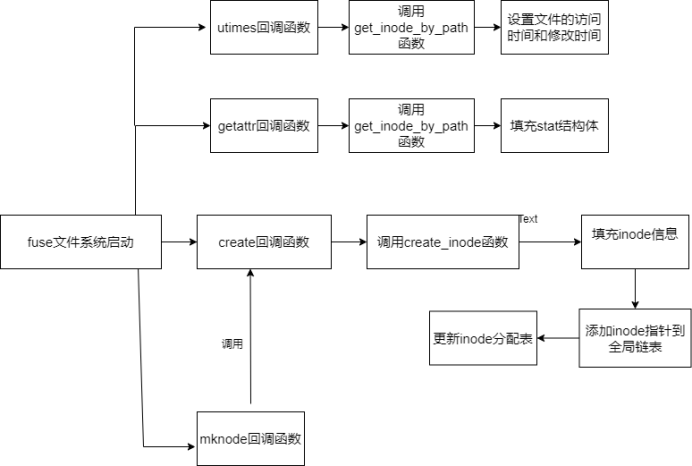 utimes回调函数
调用
get_inode_by_path
函数
设置文件的访问
时间和修改时间
getattr回调函数
调用
get_inode_by_path
函数
填充stat结构体
fuse文件系统启动
create回调函数
调用create_inode函数
Text
填充inode信息
更新inode分配表
添加inode指针到
全局链表
调用
mknode回调函数